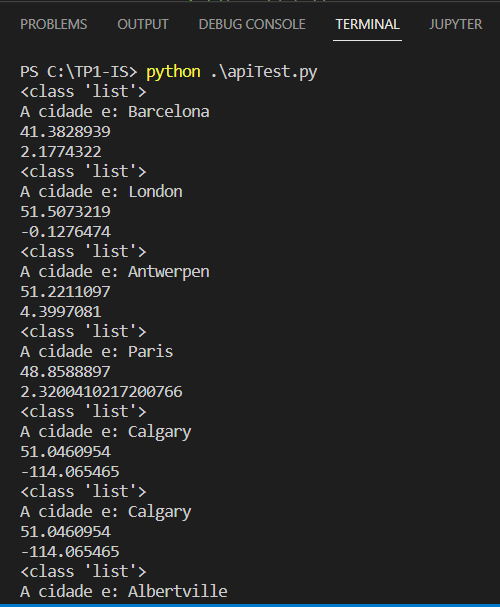 PROBLEMS OUTPUT DEBUG CONSOLE TERMINAL JUPYTER
PS C:\TP1-IS> python .\apiTest.py
<class 'list'>
A cidade e: Barcelona
41.3828939
2.1774322
<class 'list'>
A cidade e: London
51.5073219
-0.1276474
<class 'list'>
A cidade e: Antwerpen
51.2211097
4.3997081
<class 'list'>
A cidade e: Paris
48.8588897
2.3200410217200766
<class 'list'>
A cidade e: Calgary
51.0460954
-114.065465
<class 'list'>
A cidade e: Calgary
51.0460954
-114.065465
<class 'list'>
A cidade e: Albertville